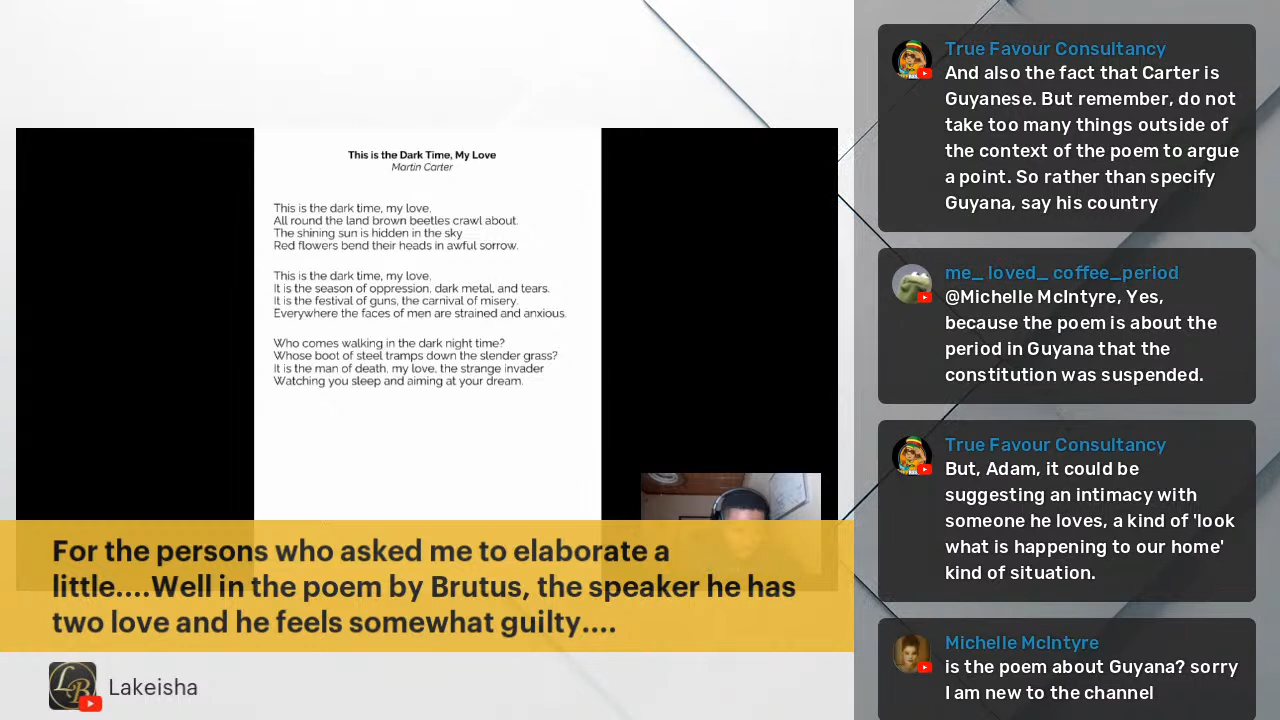 This is the Dark Time, My Love
Martin Carter
This is the dark time, my love,
All round the land brown beetles crawl about.
The shining sun is hidden in the sky
Red flowers bend their heads in awful sorrow.
This is the dark time, my love,
It is the season of oppression, dark metal, and tears.
It is the festival of guns, the carnival of misery.
Everywhere the faces of men are strained and anxious.
Who comes walking in the dark night time?
Whose boot of steel tramps down the slender grass?
It is the man of death, my love, the strange invader
Watching you sleep and aiming at your dream.
For the persons who asked me to elaborate a
little....Well in the poem by Brutus, the speaker he has
two love and he feels somewhat guilty....
LB
Lakeisha
True Favour Consultancy
And also the fact that Carter is
Guyanese. But remember, do not
take too many things outside of
the context of the poem to argue
a point. So rather than specify
Guyana, say his country
me_ loved_ coffee_period
@Michelle McIntyre, Yes,
because the poem is about the
period in Guyana that the
constitution was suspended.
True Favour Consultancy
But, Adam, it could be
suggesting an intimacy with
someone he loves, a kind of 'look
what is happening to our home'
kind of situation.
Michelle McIntyre
is the poem about Guyana? sorry
I am new to the channel